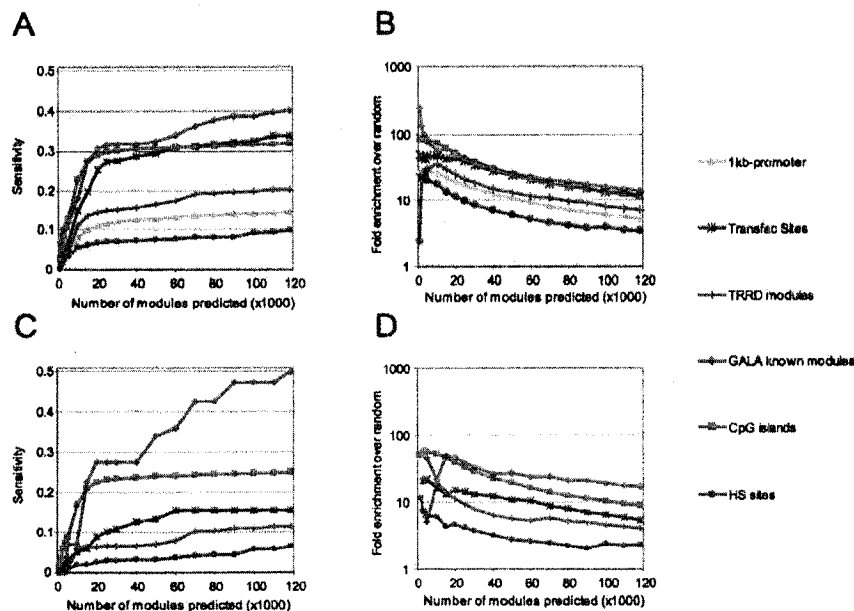 A
B
0.5
0.4
0.3
0.2
0.1
0
Sensitivity
0 20 40 60 80 100 120
Number of modules predicted (x1000)
1000
100
10
1
Fold enrichment over random
0 20 40 60 80 100 120
Number of modules predicted (x1000)
C
D
0.5
0.4
0.3
0.2
0.1
0
Sensitivity
0 20 40 60 80 100 120
Number of modules predicted (x1000)
1000
100
10
1
Fold enrichment over random
0 20 40 60 80 100 120
Number of modules predicted (x1000)
1kb-promoter
Transfac Sites
TRRD modules
GALA known modules
CpG islands
HS sites